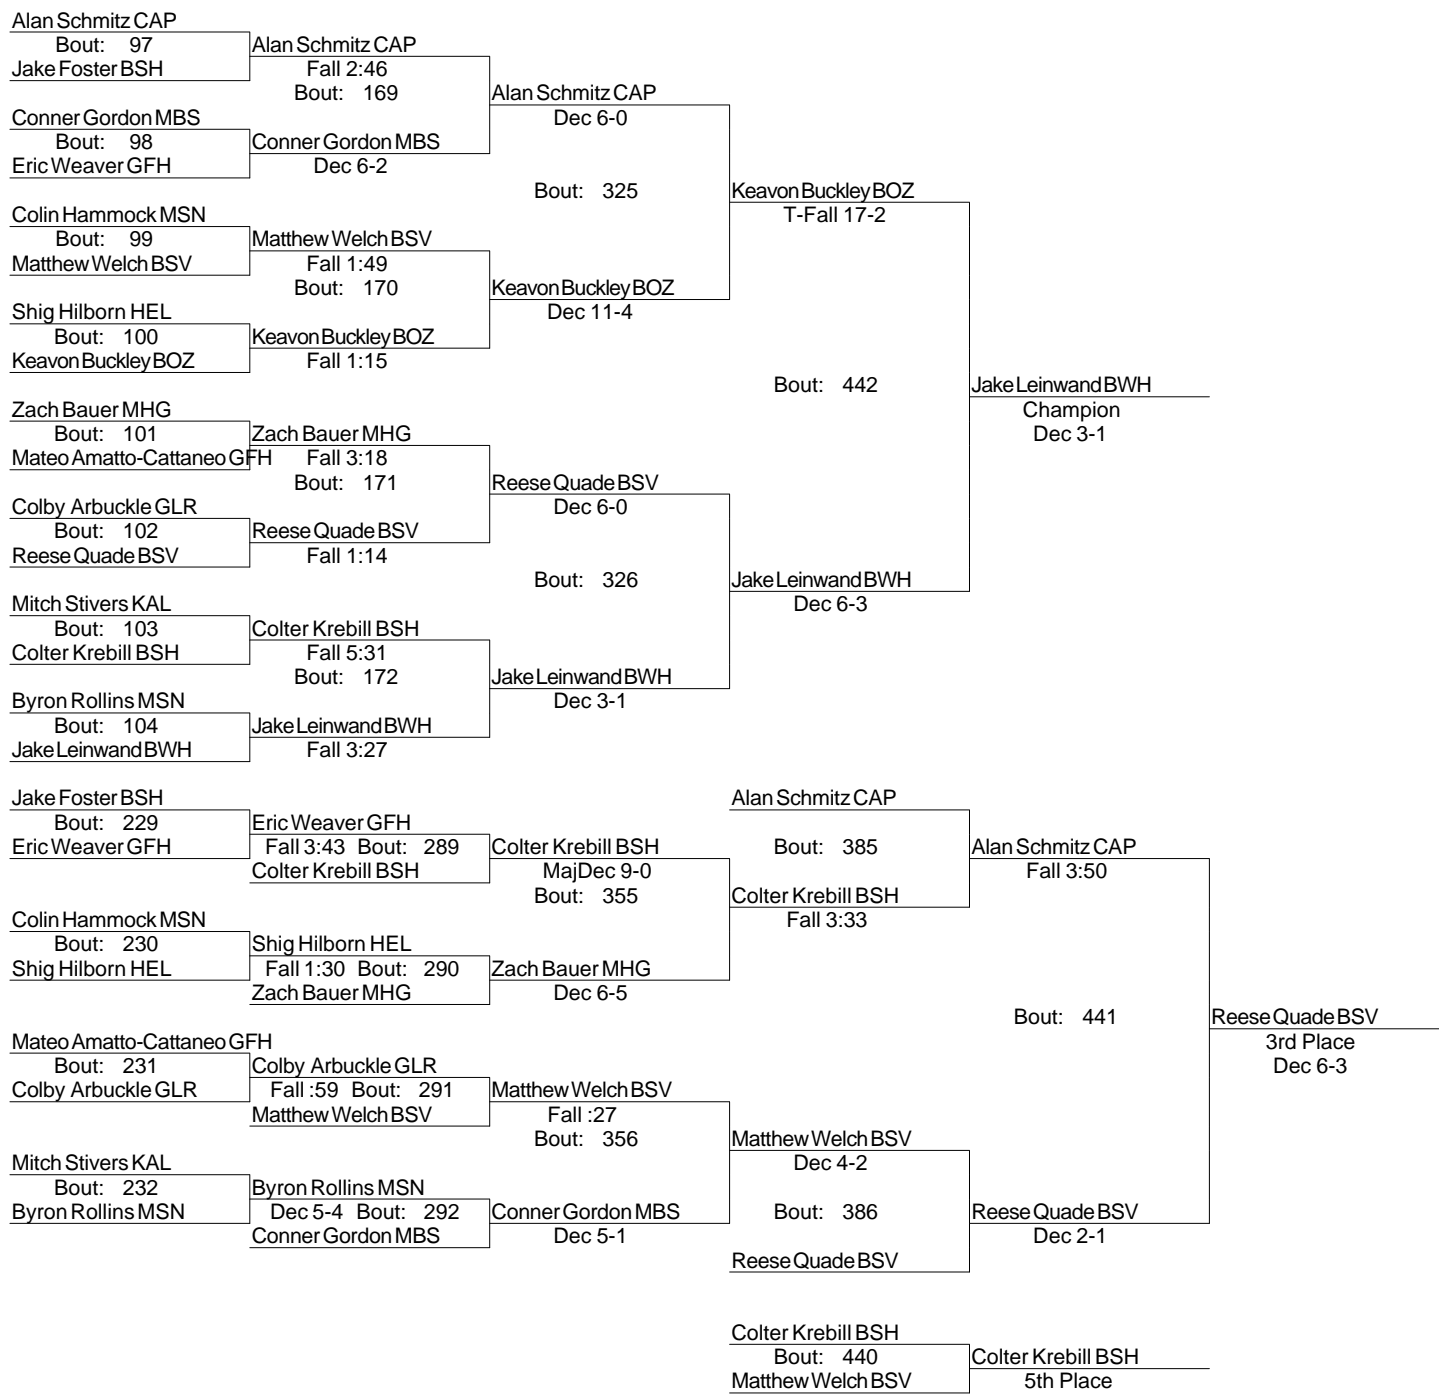 Alan Schmitz CAP
Bout: 97
Jake Foster BSH
Alan Schmitz CAP
Fall 2:46
Bout: 169
Conner Gordon MBS
Bout: 98
Eric Weaver GFH
Conner Gordon MBS
Dec 6-2
Alan Schmitz CAP
Dec 6-0
Bout: 325
Colin Hammock MSN
Bout: 99
Matthew Welch BSV
Matthew Welch BSV
Fall 1:49
Bout: 170
Shig Hilborn HEL
Bout: 100
Keavon Buckley BOZ
Keavon Buckley BOZ
Fall 1:15
Keavon Buckley BOZ
Dec 11-4
Keavon Buckley BOZ
T-Fall 17-2
Bout: 442
Jake Leinwand BWH
Champion
Dec 3-1
Zach Bauer MHG
Bout: 101
Mateo Amatto-Cattaneo GFH
Zach Bauer MHG
Fall 3:18
Bout: 171
Colby Arbuckle GLR
Bout: 102
Reese Quade BSV
Reese Quade BSV
Fall 1:14
Reese Quade BSV
Dec 6-0
Bout: 326
Jake Leinwand BWH
Dec 6-3
Mitch Stivers KAL
Bout: 103
Colter Krebill BSH
Colter Krebill BSH
Fall 5:31
Bout: 172
Byron Rollins MSN
Bout: 104
Jake Leinwand BWH
Jake Leinwand BWH
Fall 3:27
Jake Leinwand BWH
Dec 3-1
Jake Foster BSH
Bout: 229
Eric Weaver GFH
Eric Weaver GFH
Fall 3:43 Bout: 289
Colter Krebill BSH
Colter Krebill BSH
MajDec 9-0
Bout: 355
Colin Hammock MSN
Bout: 230
Shig Hilborn HEL
Shig Hilborn HEL
Fall 1:30 Bout: 290
Zach Bauer MHG
Zach Bauer MHG
Dec 6-5
Alan Schmitz CAP
Bout: 385
Colter Krebill BSH
Fall 3:33
Alan Schmitz CAP
Fall 3:50
Bout: 441
Reese Quade BSV
3rd Place
Dec 6-3
Mateo Amatto-Cattaneo GFH
Bout: 231
Colby Arbuckle GLR
Colby Arbuckle GLR
Fall :59 Bout: 291
Matthew Welch BSV
Matthew Welch BSV
Fall :27
Bout: 356
Mitch Stivers KAL
Bout: 232
Byron Rollins MSN
Byron Rollins MSN
Dec 5-4 Bout: 292
Conner Gordon MBS
Conner Gordon MBS
Dec 5-1
Matthew Welch BSV
Dec 4-2
Bout: 386
Reese Quade BSV
Reese Quade BSV
Dec 2-1
Colter Krebill BSH
Bout: 440
Matthew Welch BSV
Colter Krebill BSH
5th Place